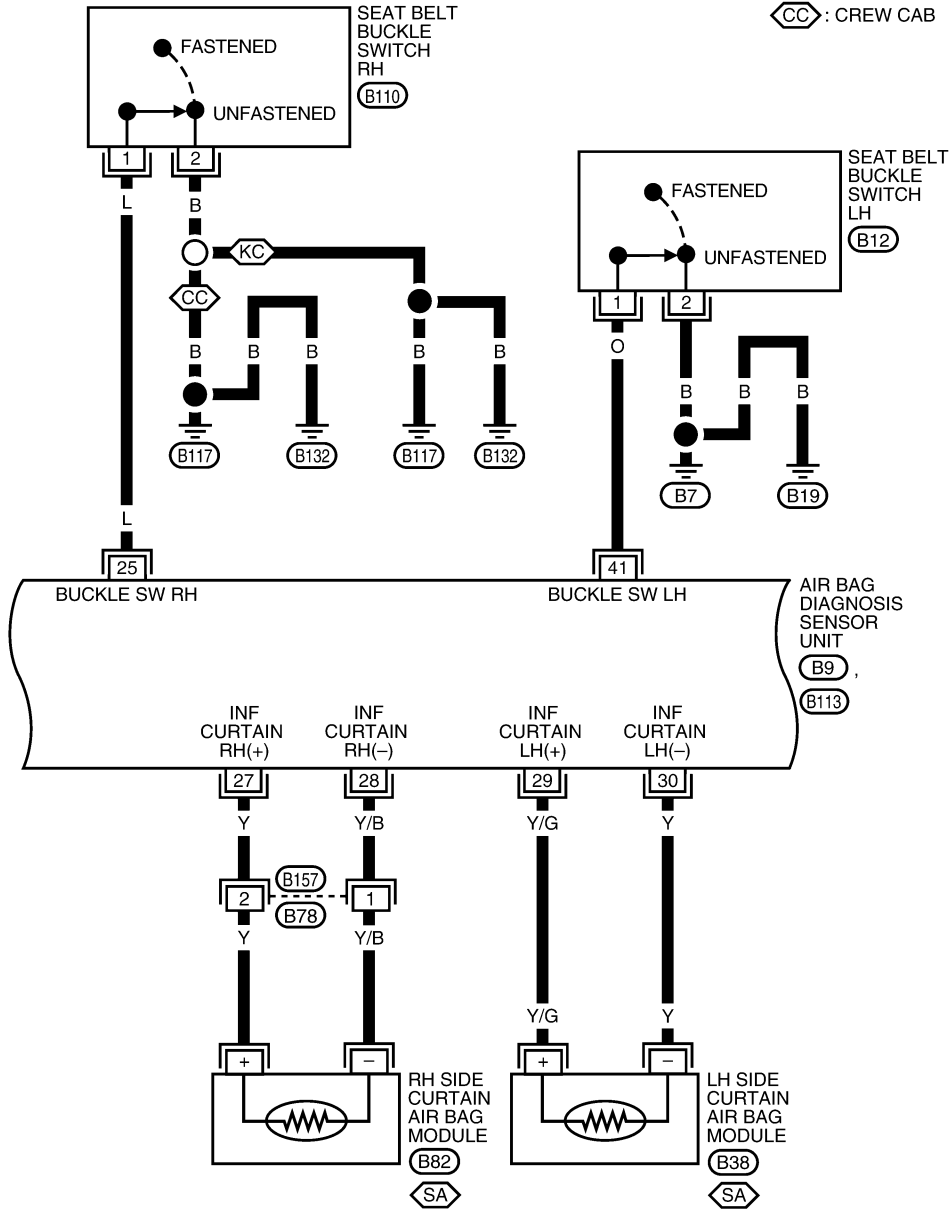 SEAT BELT
BUCKLE
SWITCH
RH
B110
CC : CREW CAB
FASTENED
UNFASTENED
1 2
L B
SEAT BELT
BUCKLE
SWITCH
LH
B12
FASTENED
UNFASTENED
1 2
KC
CC
O
B B B B B
B B B
B117 B132 B117 B132
B7 B19
L
25 41
BUCKLE SW RH BUCKLE SW LH
AIR BAG
DIAGNOSIS
SENSOR
UNIT
B9 ,
B113
INF
CURTAIN
RH(+)
INF
CURTAIN
RH(–)
INF
CURTAIN
LH(+)
INF
CURTAIN
LH(–)
27 28 29 30
Y Y/B Y/G Y
B157
2 1
B78
Y Y/B
Y/G Y
+ – + –
RH SIDE
CURTAIN
AIR BAG
MODULE
B82
SA
LH SIDE
CURTAIN
AIR BAG
MODULE
B38
SA